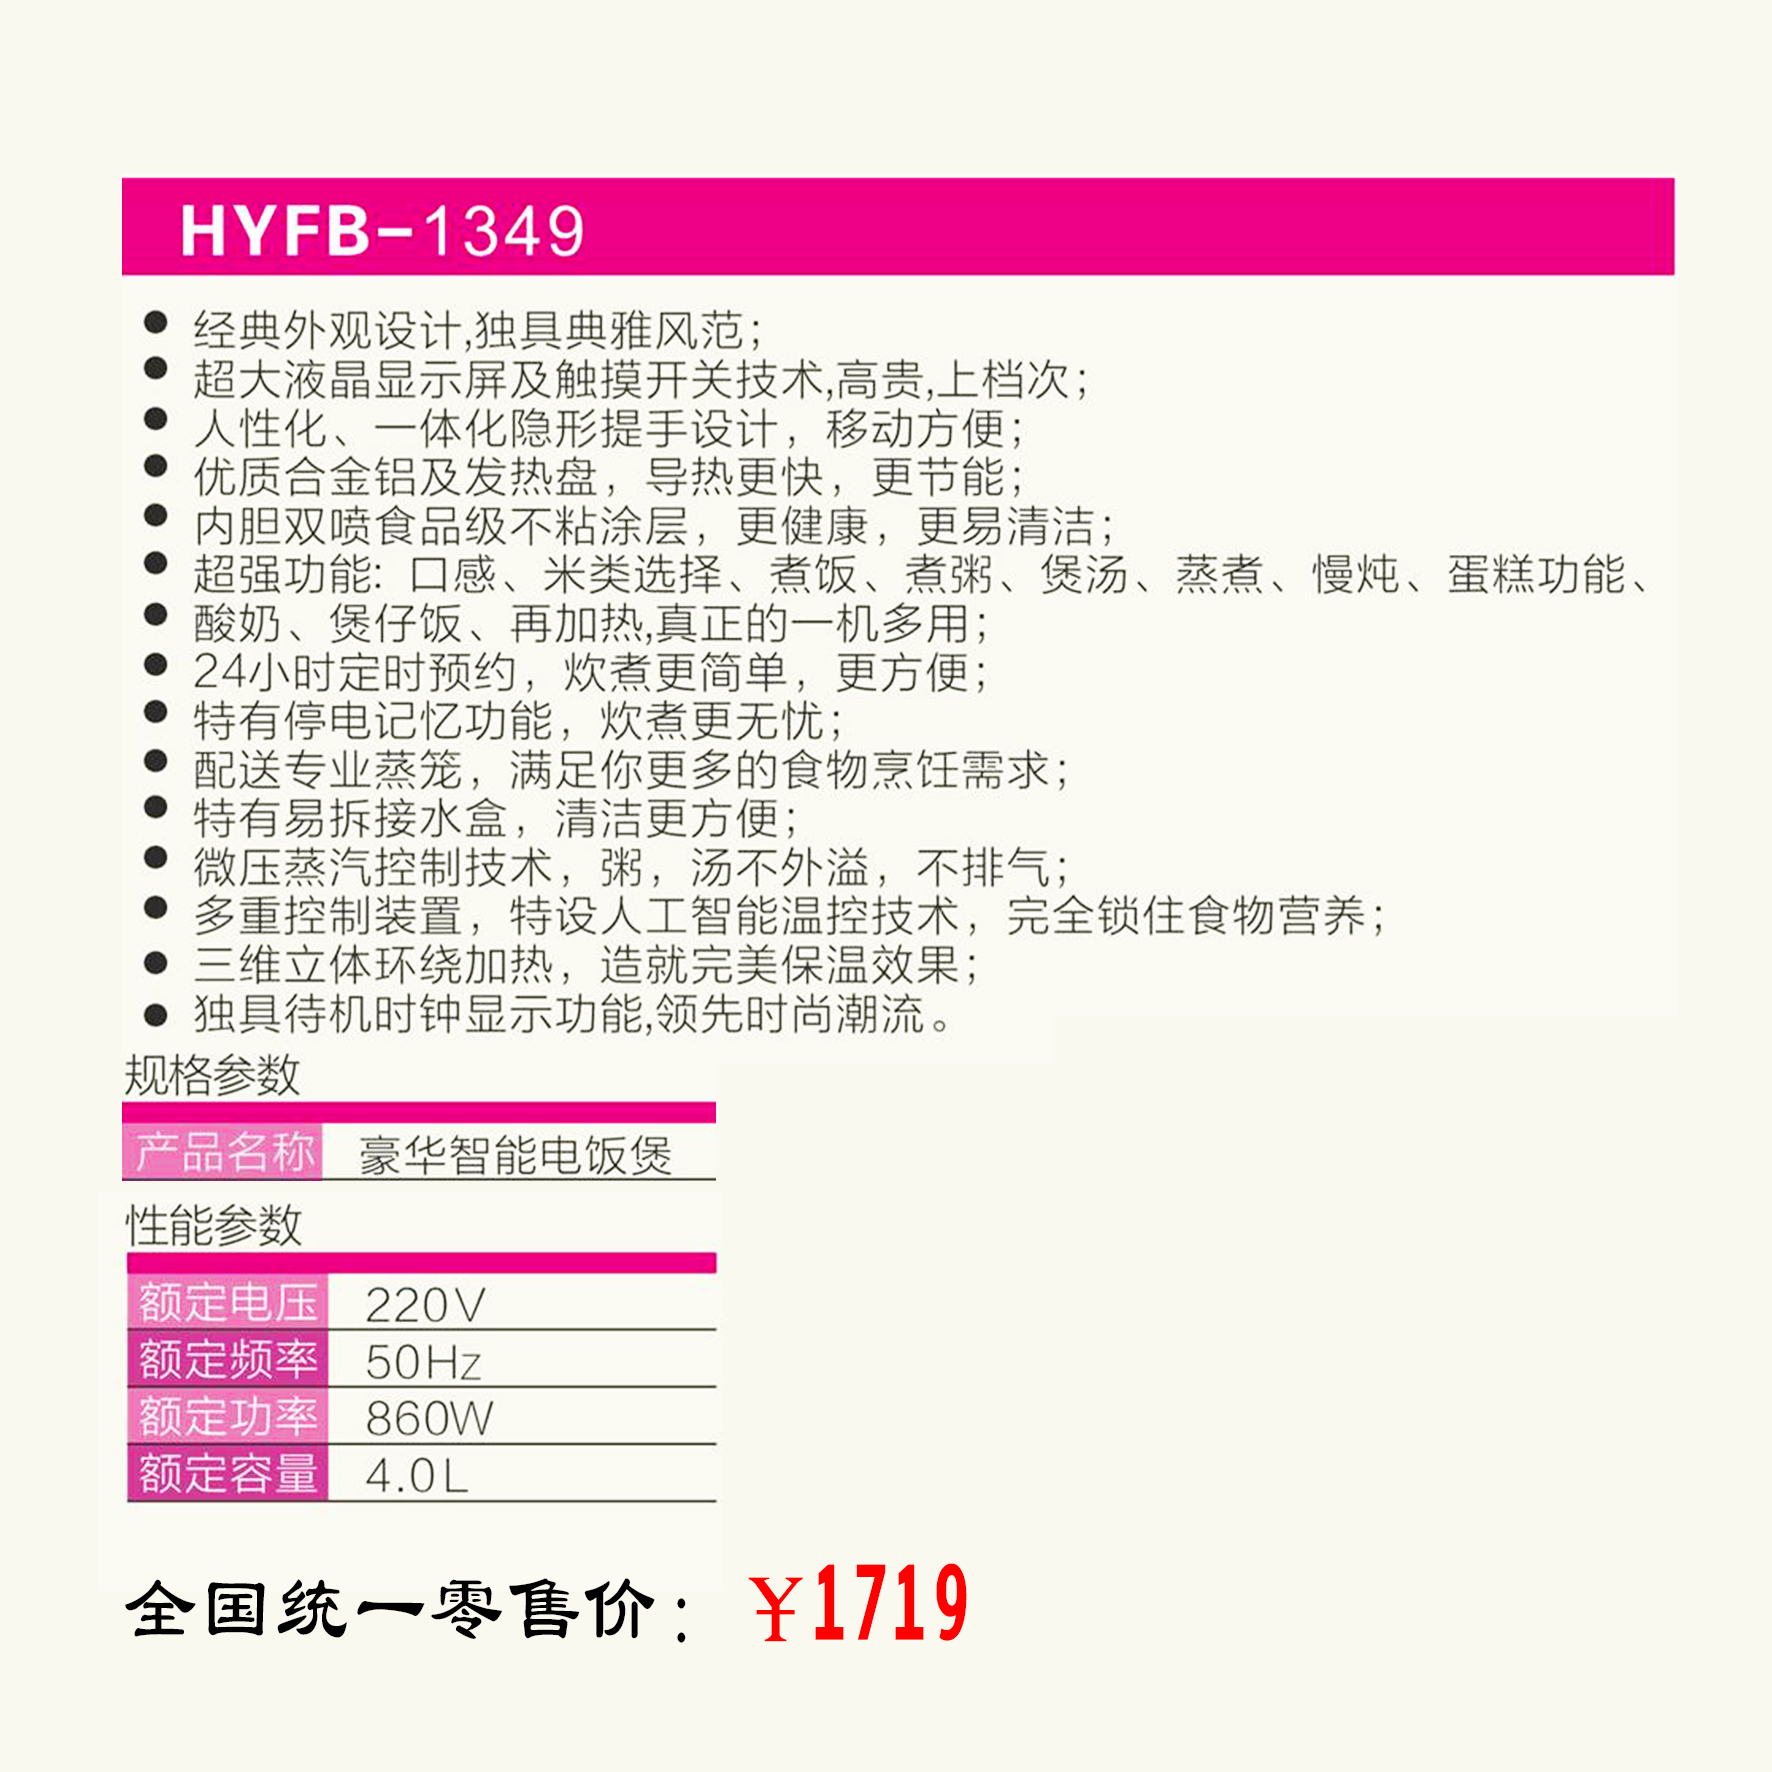 HYFB-1349
● 经典外观设计,独具典雅风范；
● 超大液晶显示屏及触摸开关技术,高贵,上档次；
● 人性化、一体化隐形提手设计，移动方便；
● 优质合金铝及发热盘，导热更快，更节能；
● 内胆双喷食品级不粘涂层，更健康，更易清洁；
● 超强功能：口感、米类选择、煮饭、煮粥、煲汤、蒸煮、慢炖、蛋糕功能、
● 酸奶、煲仔饭、再加热,真正的一机多用；
● 24小时定时预约，炊煮更简单，更方便；
● 特有停电记忆功能，炊煮更无忧；
● 配送专业蒸笼，满足你更多的食物烹饪需求；
● 特有易拆接水盒，清洁更方便；
● 微压蒸汽控制技术，粥，汤不外溢，不排气；
● 多重控制装置，特设人工智能温控技术，完全锁住食物营养；
● 三维立体环绕加热，造就完美保温效果；
● 独具待机时钟显示功能,领先时尚潮流。
规格参数
产品名称 豪华智能电饭煲
性能参数
额定电压 220V
额定频率 50Hz
额定功率 860W
额定容量 4.0L
全国统一零售价：￥1719